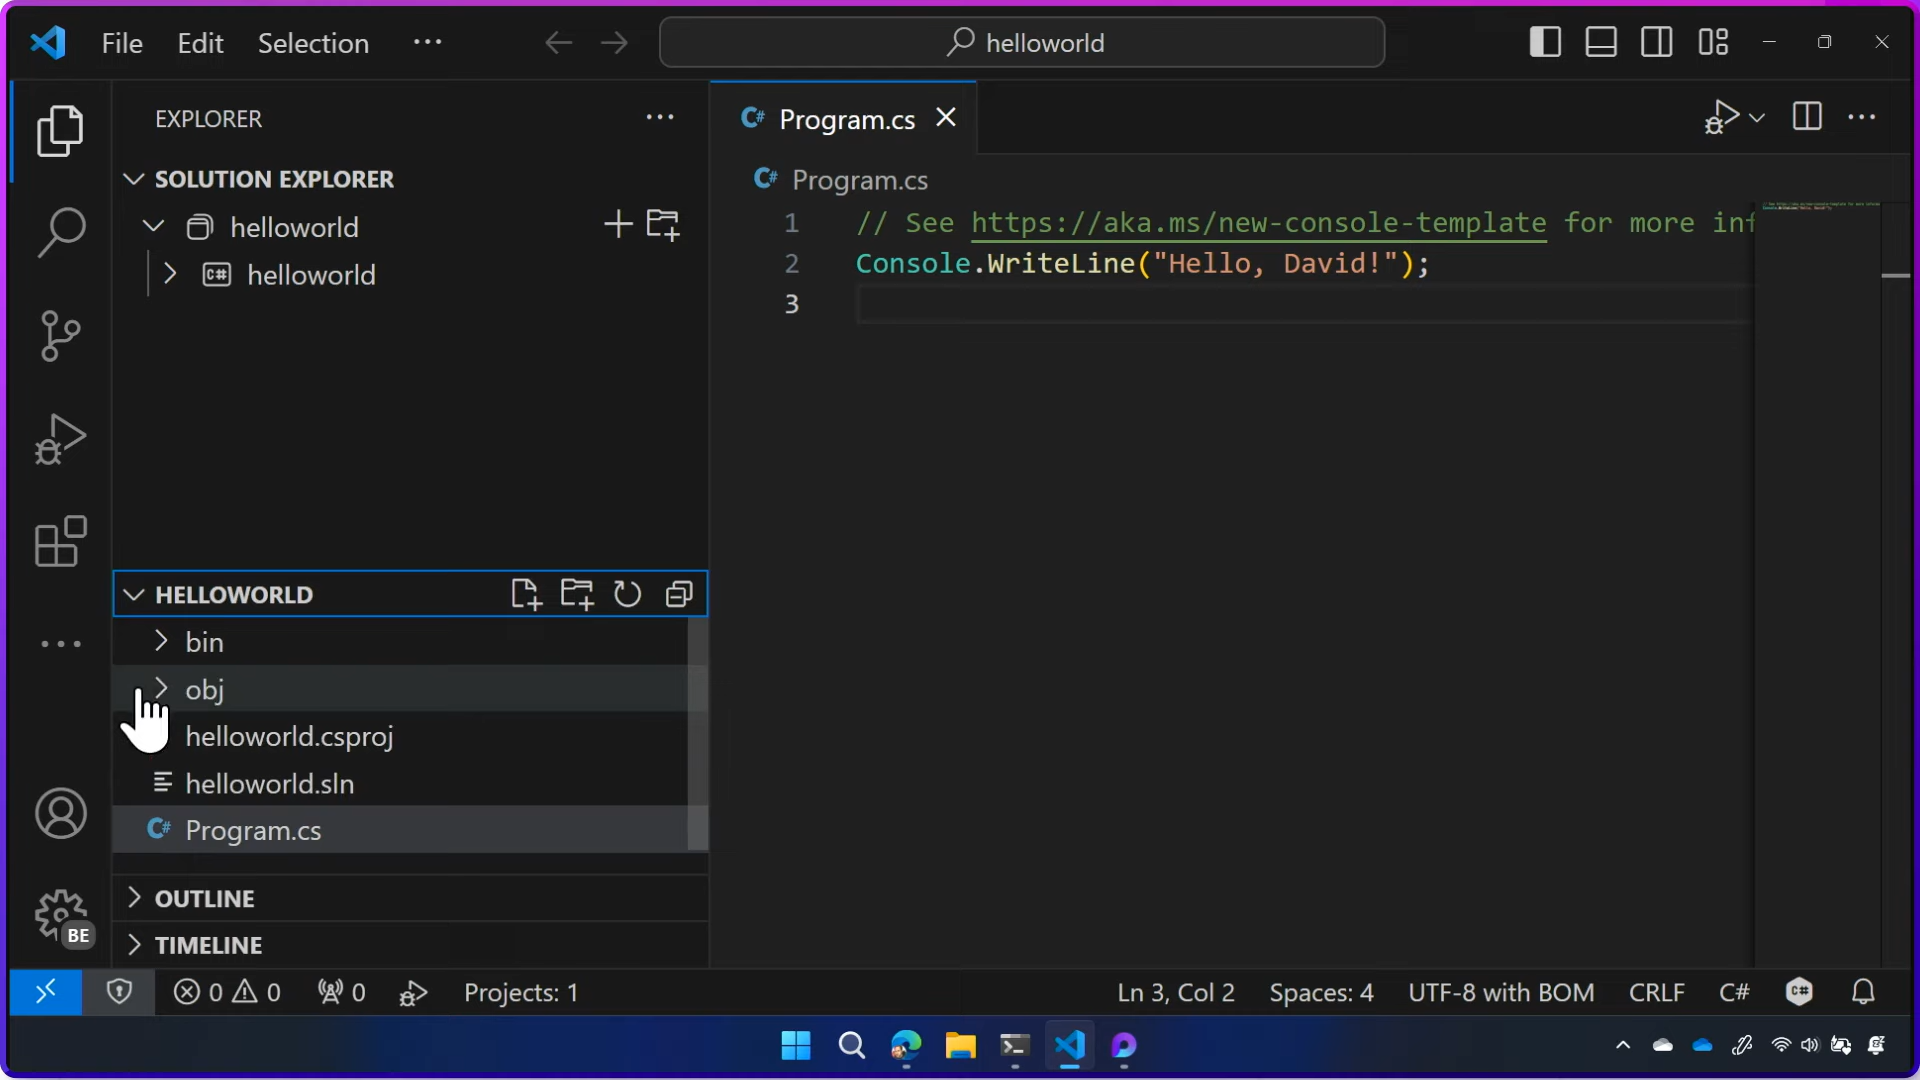 File Edit Selection ··· helloworld
EXPLORER ···
SOLUTION EXPLORER
helloworld
C# helloworld
HELLOWORLD
bin
obj
helloworld.csproj
helloworld.sln
C# Program.cs
OUTLINE
TIMELINE
BE
C# Program.cs
C# Program.cs
1 // See https://aka.ms/new-console-template for more inf
2 Console.WriteLine("Hello, David!");
3
0 0 0 Projects: 1 Ln 3, Col 2 Spaces: 4 UTF-8 with BOM CRLF C# C#